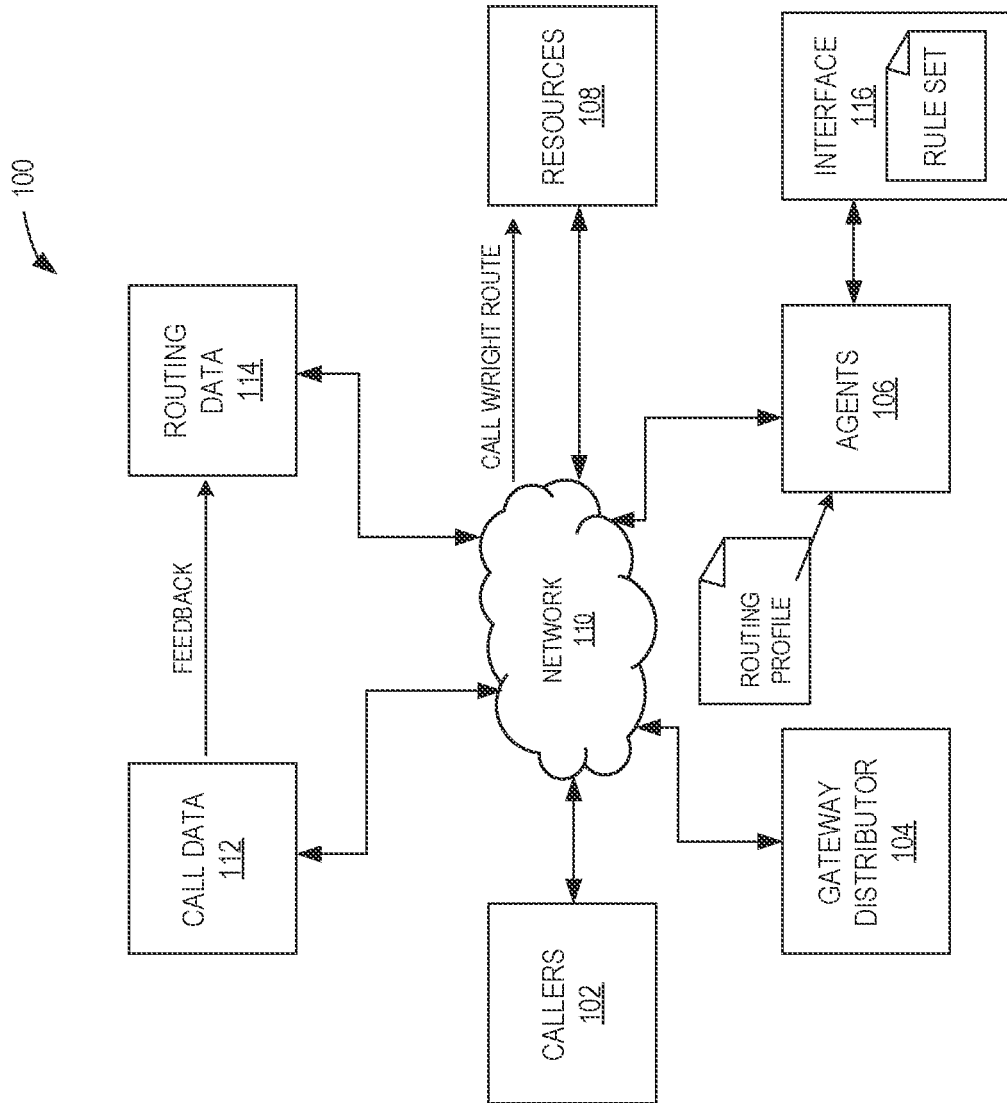 100
CALL DATA
112
FEEDBACK
ROUTING
DATA
114
CALLERS
102
NETWORK
110
CALL W/RIGHT ROUTE
RESOURCES
108
GATEWAY
DISTRIBUTOR
104
ROUTING
PROFILE
AGENTS
106
INTERFACE
116
RULE SET